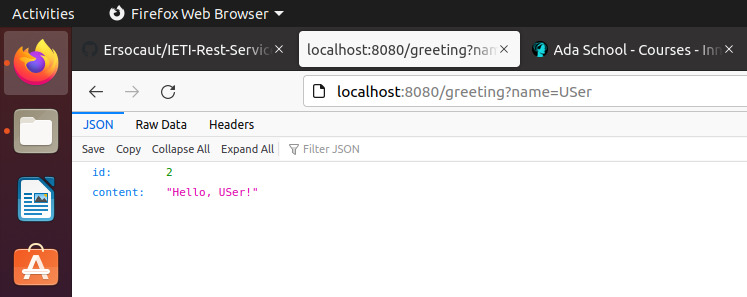 Activities Firefox Web Browser
Ersocaut/IETI-Rest-Servic localhost:8080/greeting?nam Ada School - Courses - Inn
localhost:8080/greeting?name=USer
JSON Raw Data Headers
Save Copy Collapse All Expand All Filter JSON
id: 2
content: "Hello, USer!"